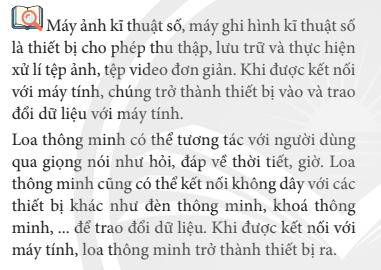 Máy ảnh kĩ thuật số, máy ghi hình kĩ thuật số
là thiết bị cho phép thu thập, lưu trữ và thực hiện
xử lí tệp ảnh, tệp video đơn giản. Khi được kết nối
với máy tính, chúng trở thành thiết bị vào và trao
đổi dữ liệu với máy tính.
Loa thông minh có thể tương tác với người dùng
qua giọng nói như hỏi, đáp về thời tiết, giờ. Loa
thông minh cũng có thể kết nối không dây với các
thiết bị khác như đèn thông minh, khoá thông
minh, ... để trao đổi dữ liệu. Khi được kết nối với
máy tính, loa thông minh trở thành thiết bị ra.